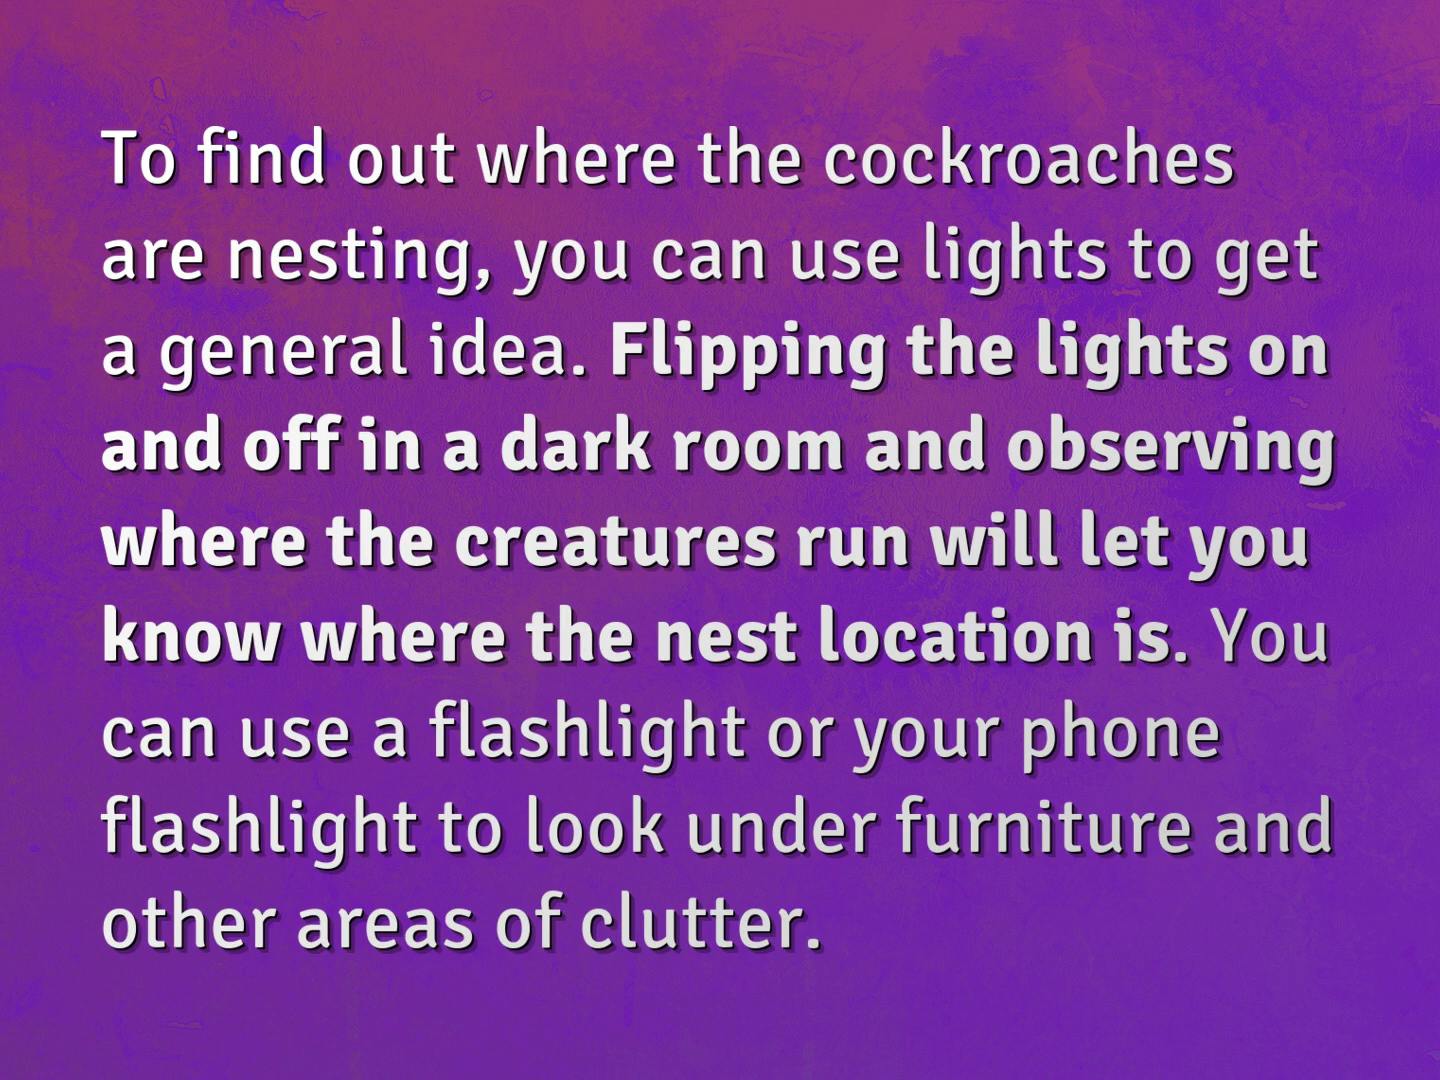 To find out where the cockroaches
are nesting, you can use lights to get
a general idea. Flipping the lights on
and off in a dark room and observing
where the creatures run will let you
know where the nest location is. You
can use a flashlight or your phone
flashlight to look under furniture and
other areas of clutter.